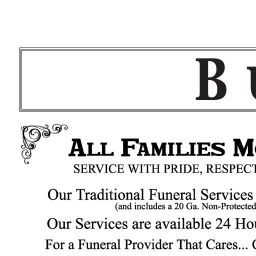 B
ALL FAMILIES
SERVICE WITH PRIDE, RESPECT
Our Traditional Funeral Services
(and includes a 20 Ga. Non-Protected
Our Services are available 24
For a Funeral Provider That Cares...